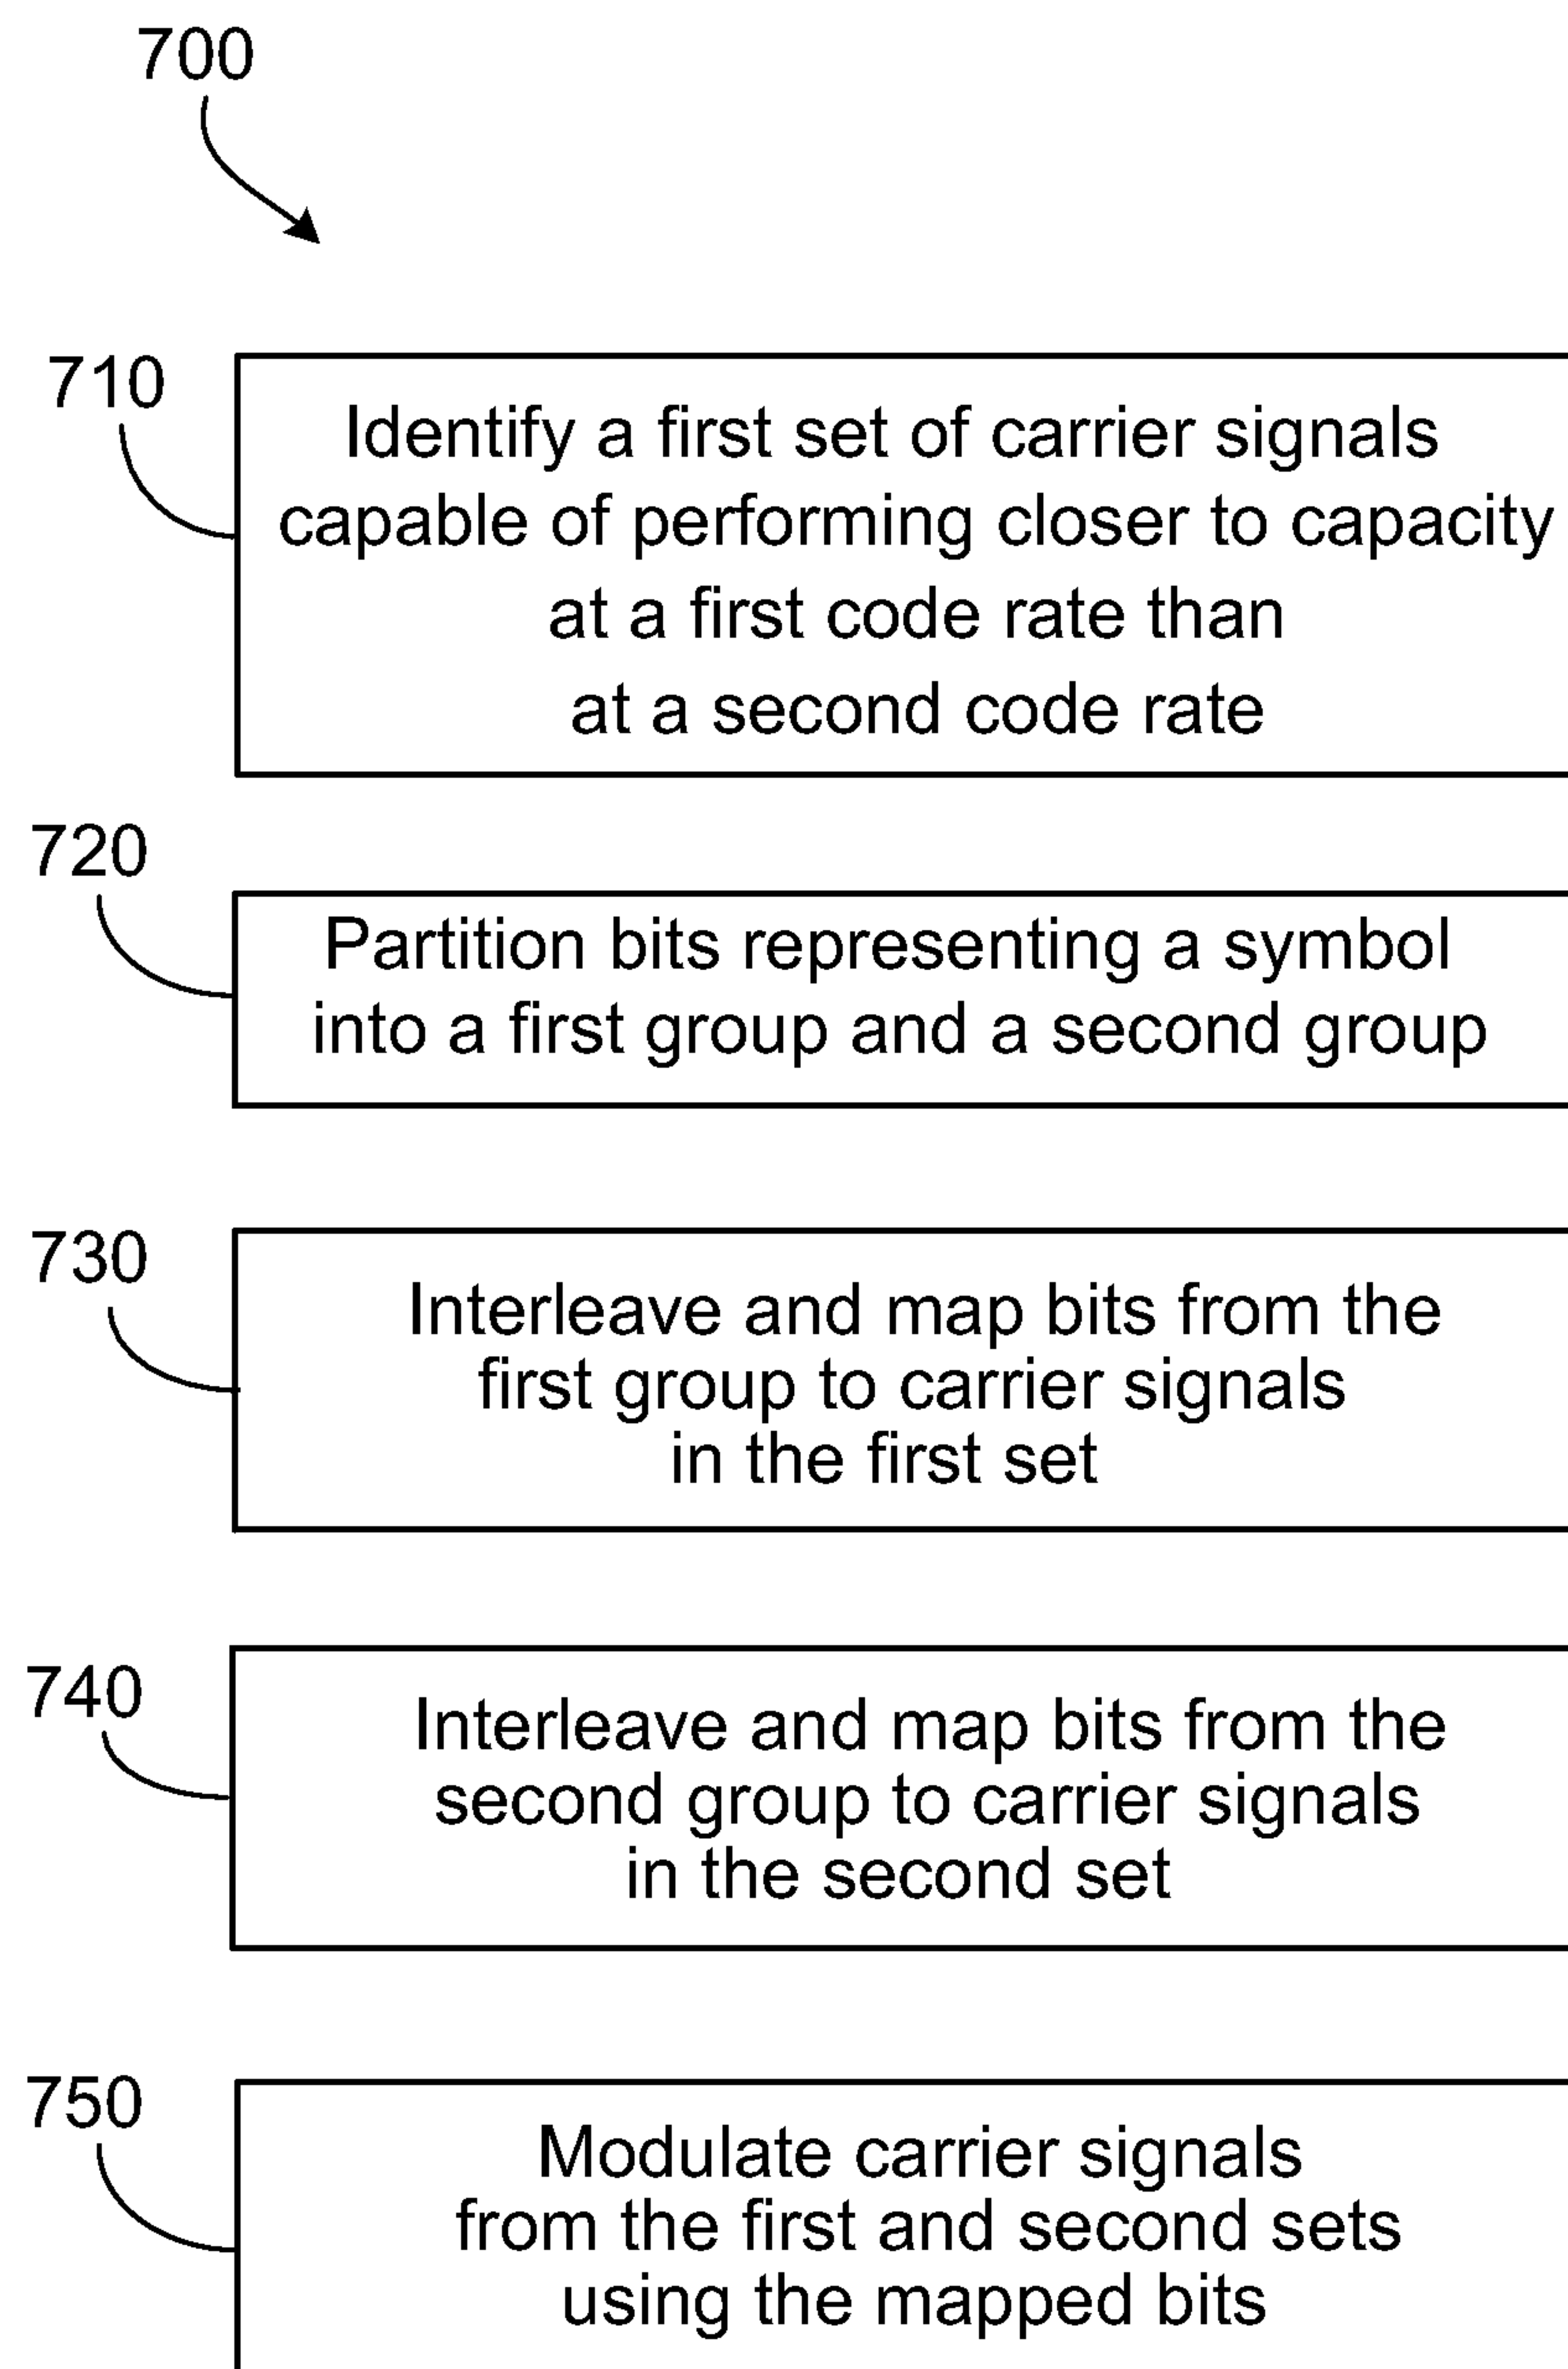 700
710
Identify a first set of carrier signals
capable of performing closer to capacity
at a first code rate than
at a second code rate
720
Partition bits representing a symbol
into a first group and a second group
730
Interleave and map bits from the
first group to carrier signals
in the first set
740
Interleave and map bits from the
second group to carrier signals
in the second set
750
Modulate carrier signals
from the first and second sets
using the mapped bits